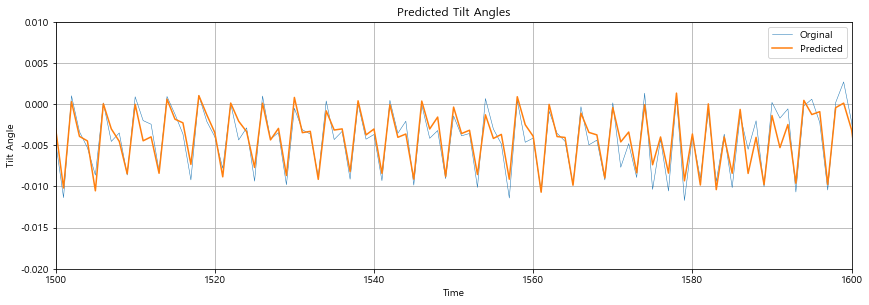 Predicted Tilt Angles
0.010
0.005
0.000
-0.005
-0.010
-0.015
-0.020
Tilt Angle
Orginal
Predicted
1500 1520 1540 1560 1580 1600
Time